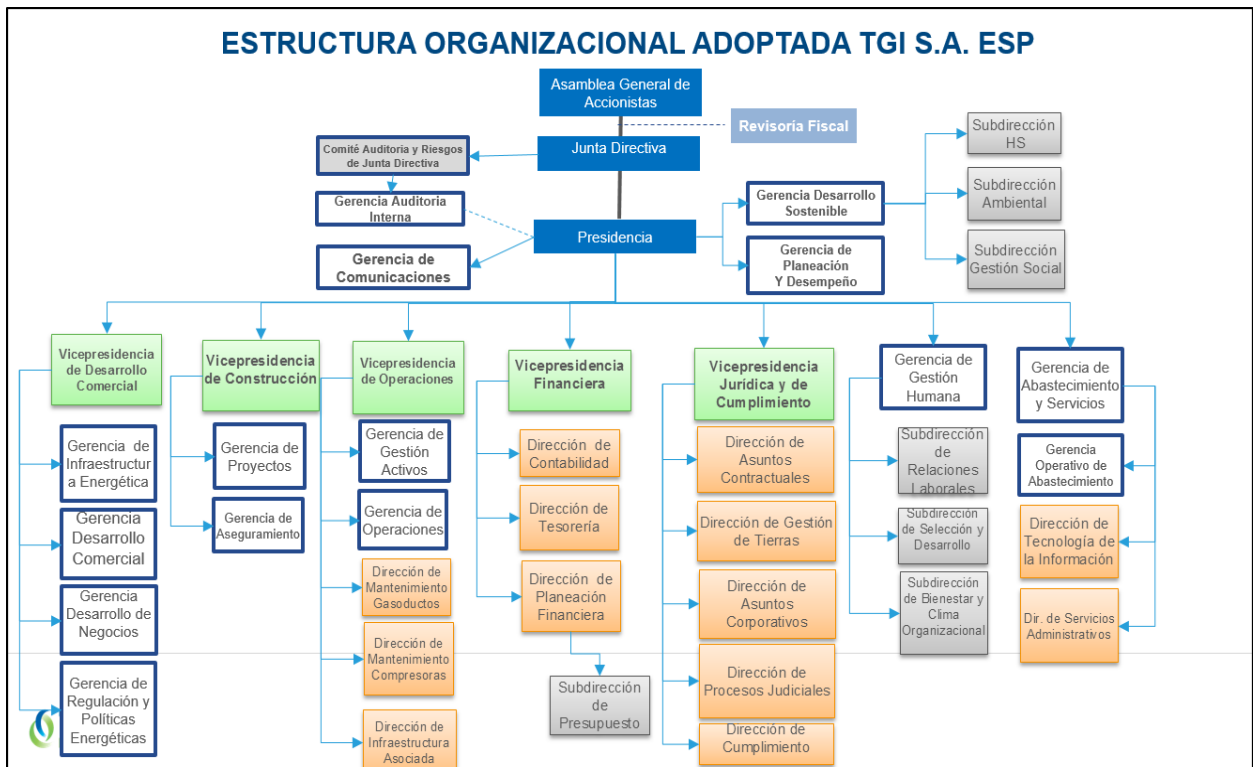 ESTRUCTURA ORGANIZACIONAL ADOPTADA TGI S.A. ESP
Asamblea General de
Accionistas
Revisoría Fiscal
Junta Directiva
Comité Auditoria y Riesgos
de Junta Directiva
Gerencia Auditoria
Interna
Presidencia
Gerencia de
Comunicaciones
Gerencia Desarrollo
Sostenible
Gerencia de
Planeación
Y Desempeño
Subdirección
HS
Subdirección
Ambiental
Subdirección
Gestión Social
Vicepresidencia
de Desarrollo
Comercial
Gerencia de
Infraestructur
a Energética
Gerencia
Desarrollo
Comercial
Gerencia
Desarrollo de
Negocios
Gerencia de
Regulación y
Políticas
Energéticas
Vicepresidencia
de Construcción
Gerencia de
Proyectos
Gerencia de
Aseguramiento
Vicepresidencia
de Operaciones
Gerencia de
Gestión
Activos
Gerencia de
Operaciones
Dirección de
Mantenimiento
Gasoductos
Dirección de
Mantenimiento
Compresoras
Dirección de
Infraestructura
Asociada
Vicepresidencia
Financiera
Dirección de
Contabilidad
Dirección de
Tesorería
Dirección de
Planeación
Financiera
Subdirección
de
Presupuesto
Vicepresidencia
Jurídica y de
Cumplimiento
Dirección de
Asuntos
Contractuales
Dirección de Gestión
de Tierras
Dirección de
Asuntos
Corporativos
Dirección de
Procesos Judiciales
Dirección de
Cumplimiento
Gerencia de
Gestión
Humana
Subdirección
de
Relaciones
Laborales
Subdirección
de Selección y
Desarrollo
Subdirección
de Bienestar y
Clima
Organizacional
Gerencia de
Abastecimiento
y Servicios
Gerencia
Operativo de
Abastecimiento
Dirección de
Tecnología de
la Información
Dir. de Servicios
Administrativos